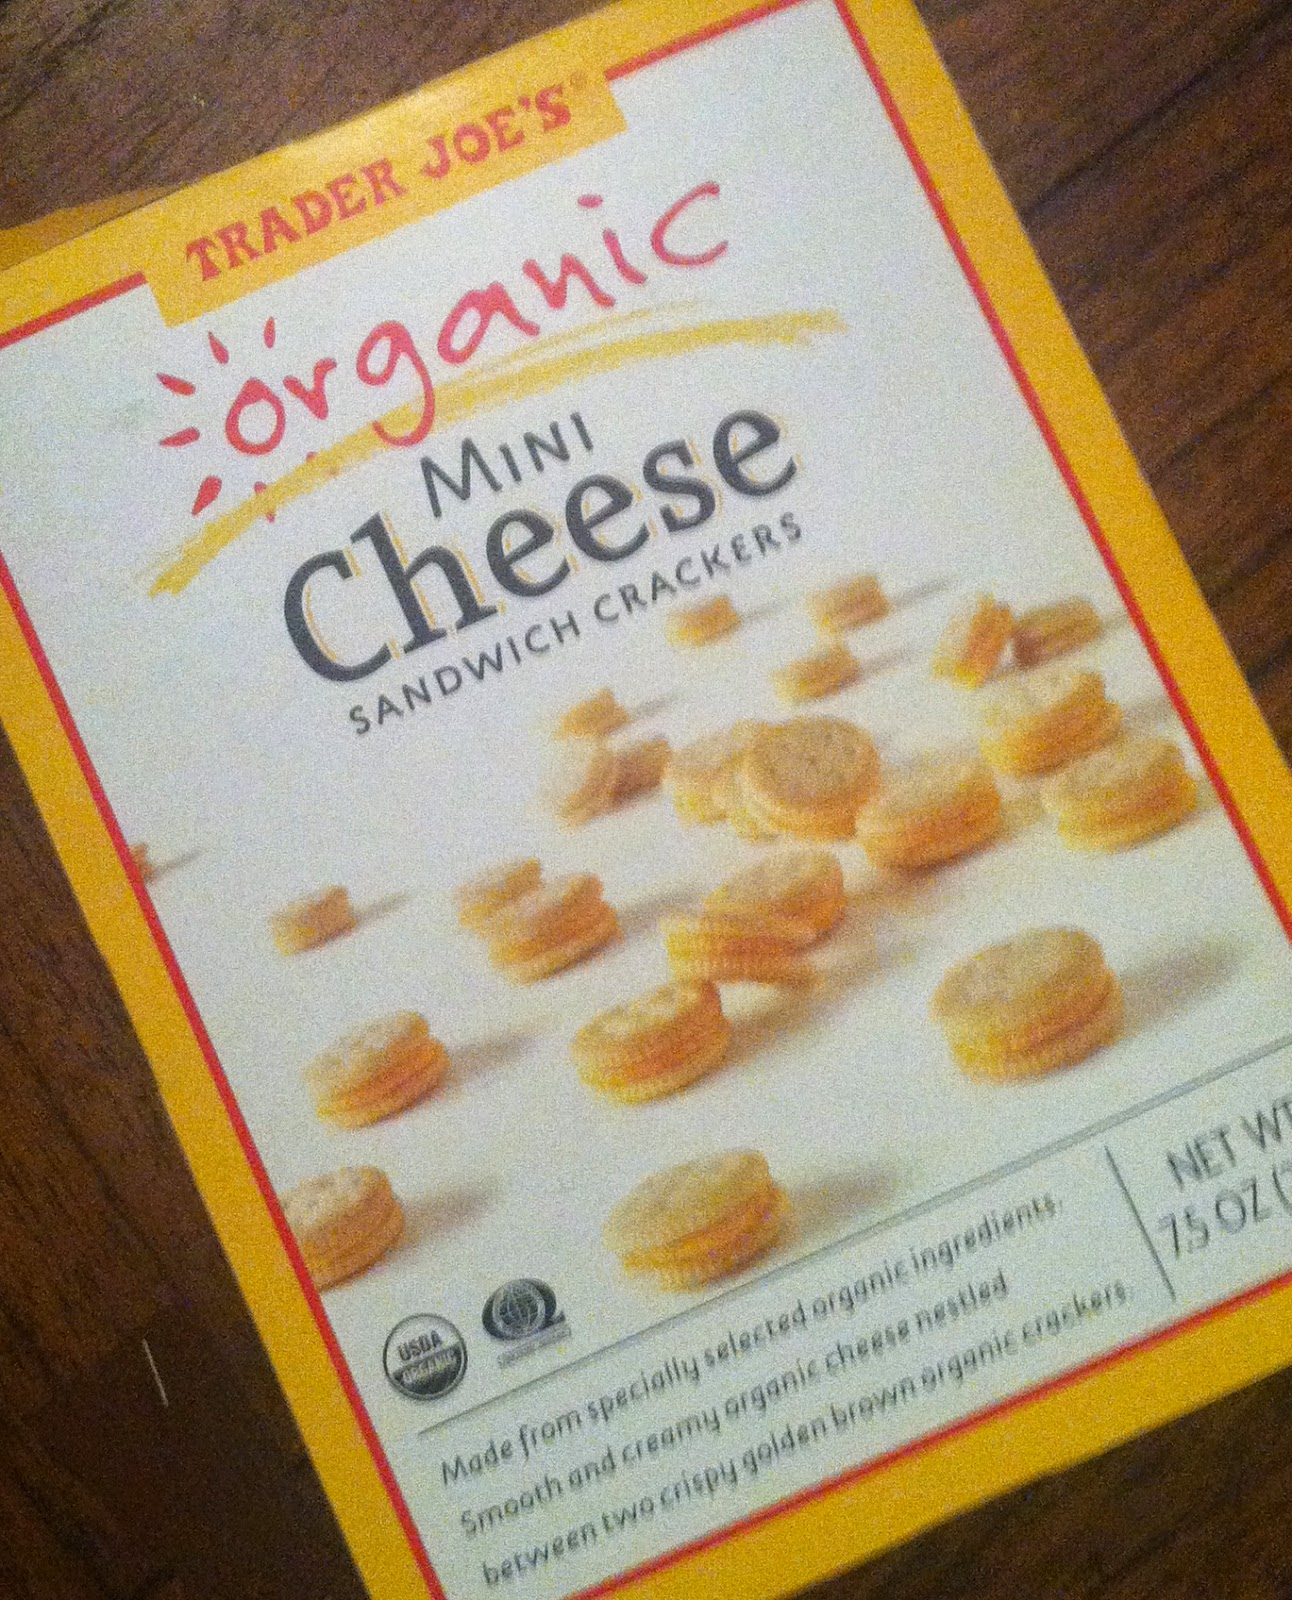 TRADER JOE'S®
organic
MINI
Cheese
SANDWICH CRACKERS
USDA
ORGANIC
Made from specially selected organic ingredients.
Smooth and creamy organic cheese nestled
between two crispy golden brown organic crackers.
NET WT
7.5 OZ (